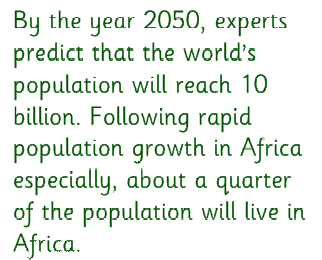 By the year 2050, experts
predict that the world's
population will reach 10
billion. Following rapid
population growth in Africa
especially, about a quarter
of the population will live in
Africa.